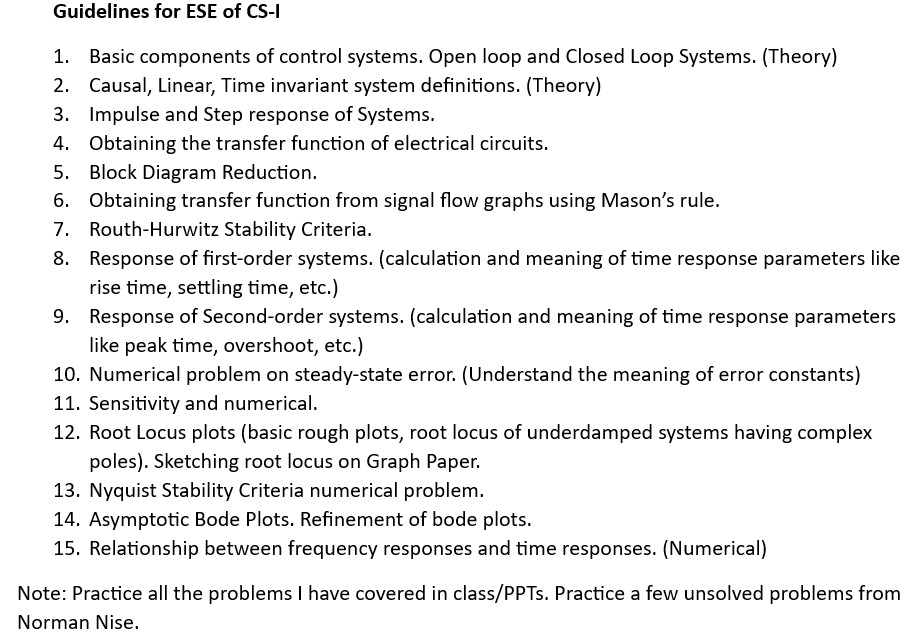 Guidelines for ESE of CS-I
1. Basic components of control systems. Open loop and Closed Loop Systems. (Theory)
2. Causal, Linear, Time invariant system definitions. (Theory)
3. Impulse and Step response of Systems.
4. Obtaining the transfer function of electrical circuits.
5. Block Diagram Reduction.
6. Obtaining transfer function from signal flow graphs using Mason’s rule.
7. Routh-Hurwitz Stability Criteria.
8. Response of first-order systems. (calculation and meaning of time response parameters like
rise time, settling time, etc.)
9. Response of Second-order systems. (calculation and meaning of time response parameters
like peak time, overshoot, etc.)
10. Numerical problem on steady-state error. (Understand the meaning of error constants)
11. Sensitivity and numerical.
12. Root Locus plots (basic rough plots, root locus of underdamped systems having complex
poles). Sketching root locus on Graph Paper.
13. Nyquist Stability Criteria numerical problem.
14. Asymptotic Bode Plots. Refinement of bode plots.
15. Relationship between frequency responses and time responses. (Numerical)
Note: Practice all the problems I have covered in class/PPTs. Practice a few unsolved problems from
Norman Nise.